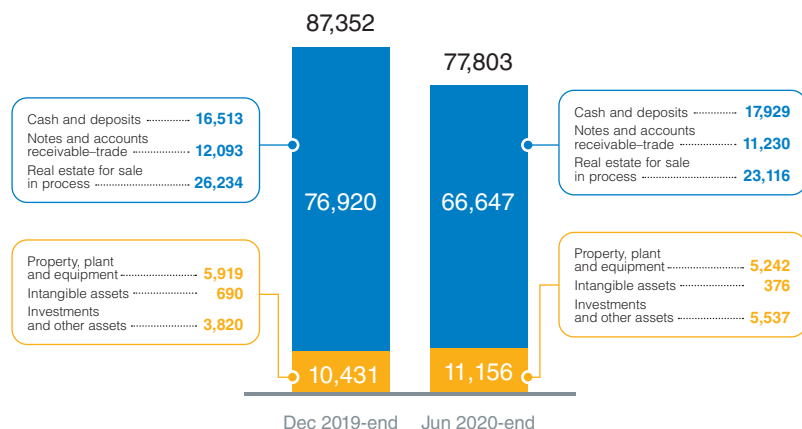 87,352
77,803
Cash and deposits 16,513
Notes and accounts
receivable–trade 12,093
Real estate for sale
in process 26,234
76,920
Property, plant
and equipment 5,919
Intangible assets 690
Investments
and other assets 3,820
10,431
Cash and deposits 17,929
Notes and accounts
receivable–trade 11,230
Real estate for sale
in process 23,116
66,647
Property, plant
and equipment 5,242
Intangible assets 376
Investments
and other assets 5,537
11,156
Dec 2019-end
Jun 2020-end